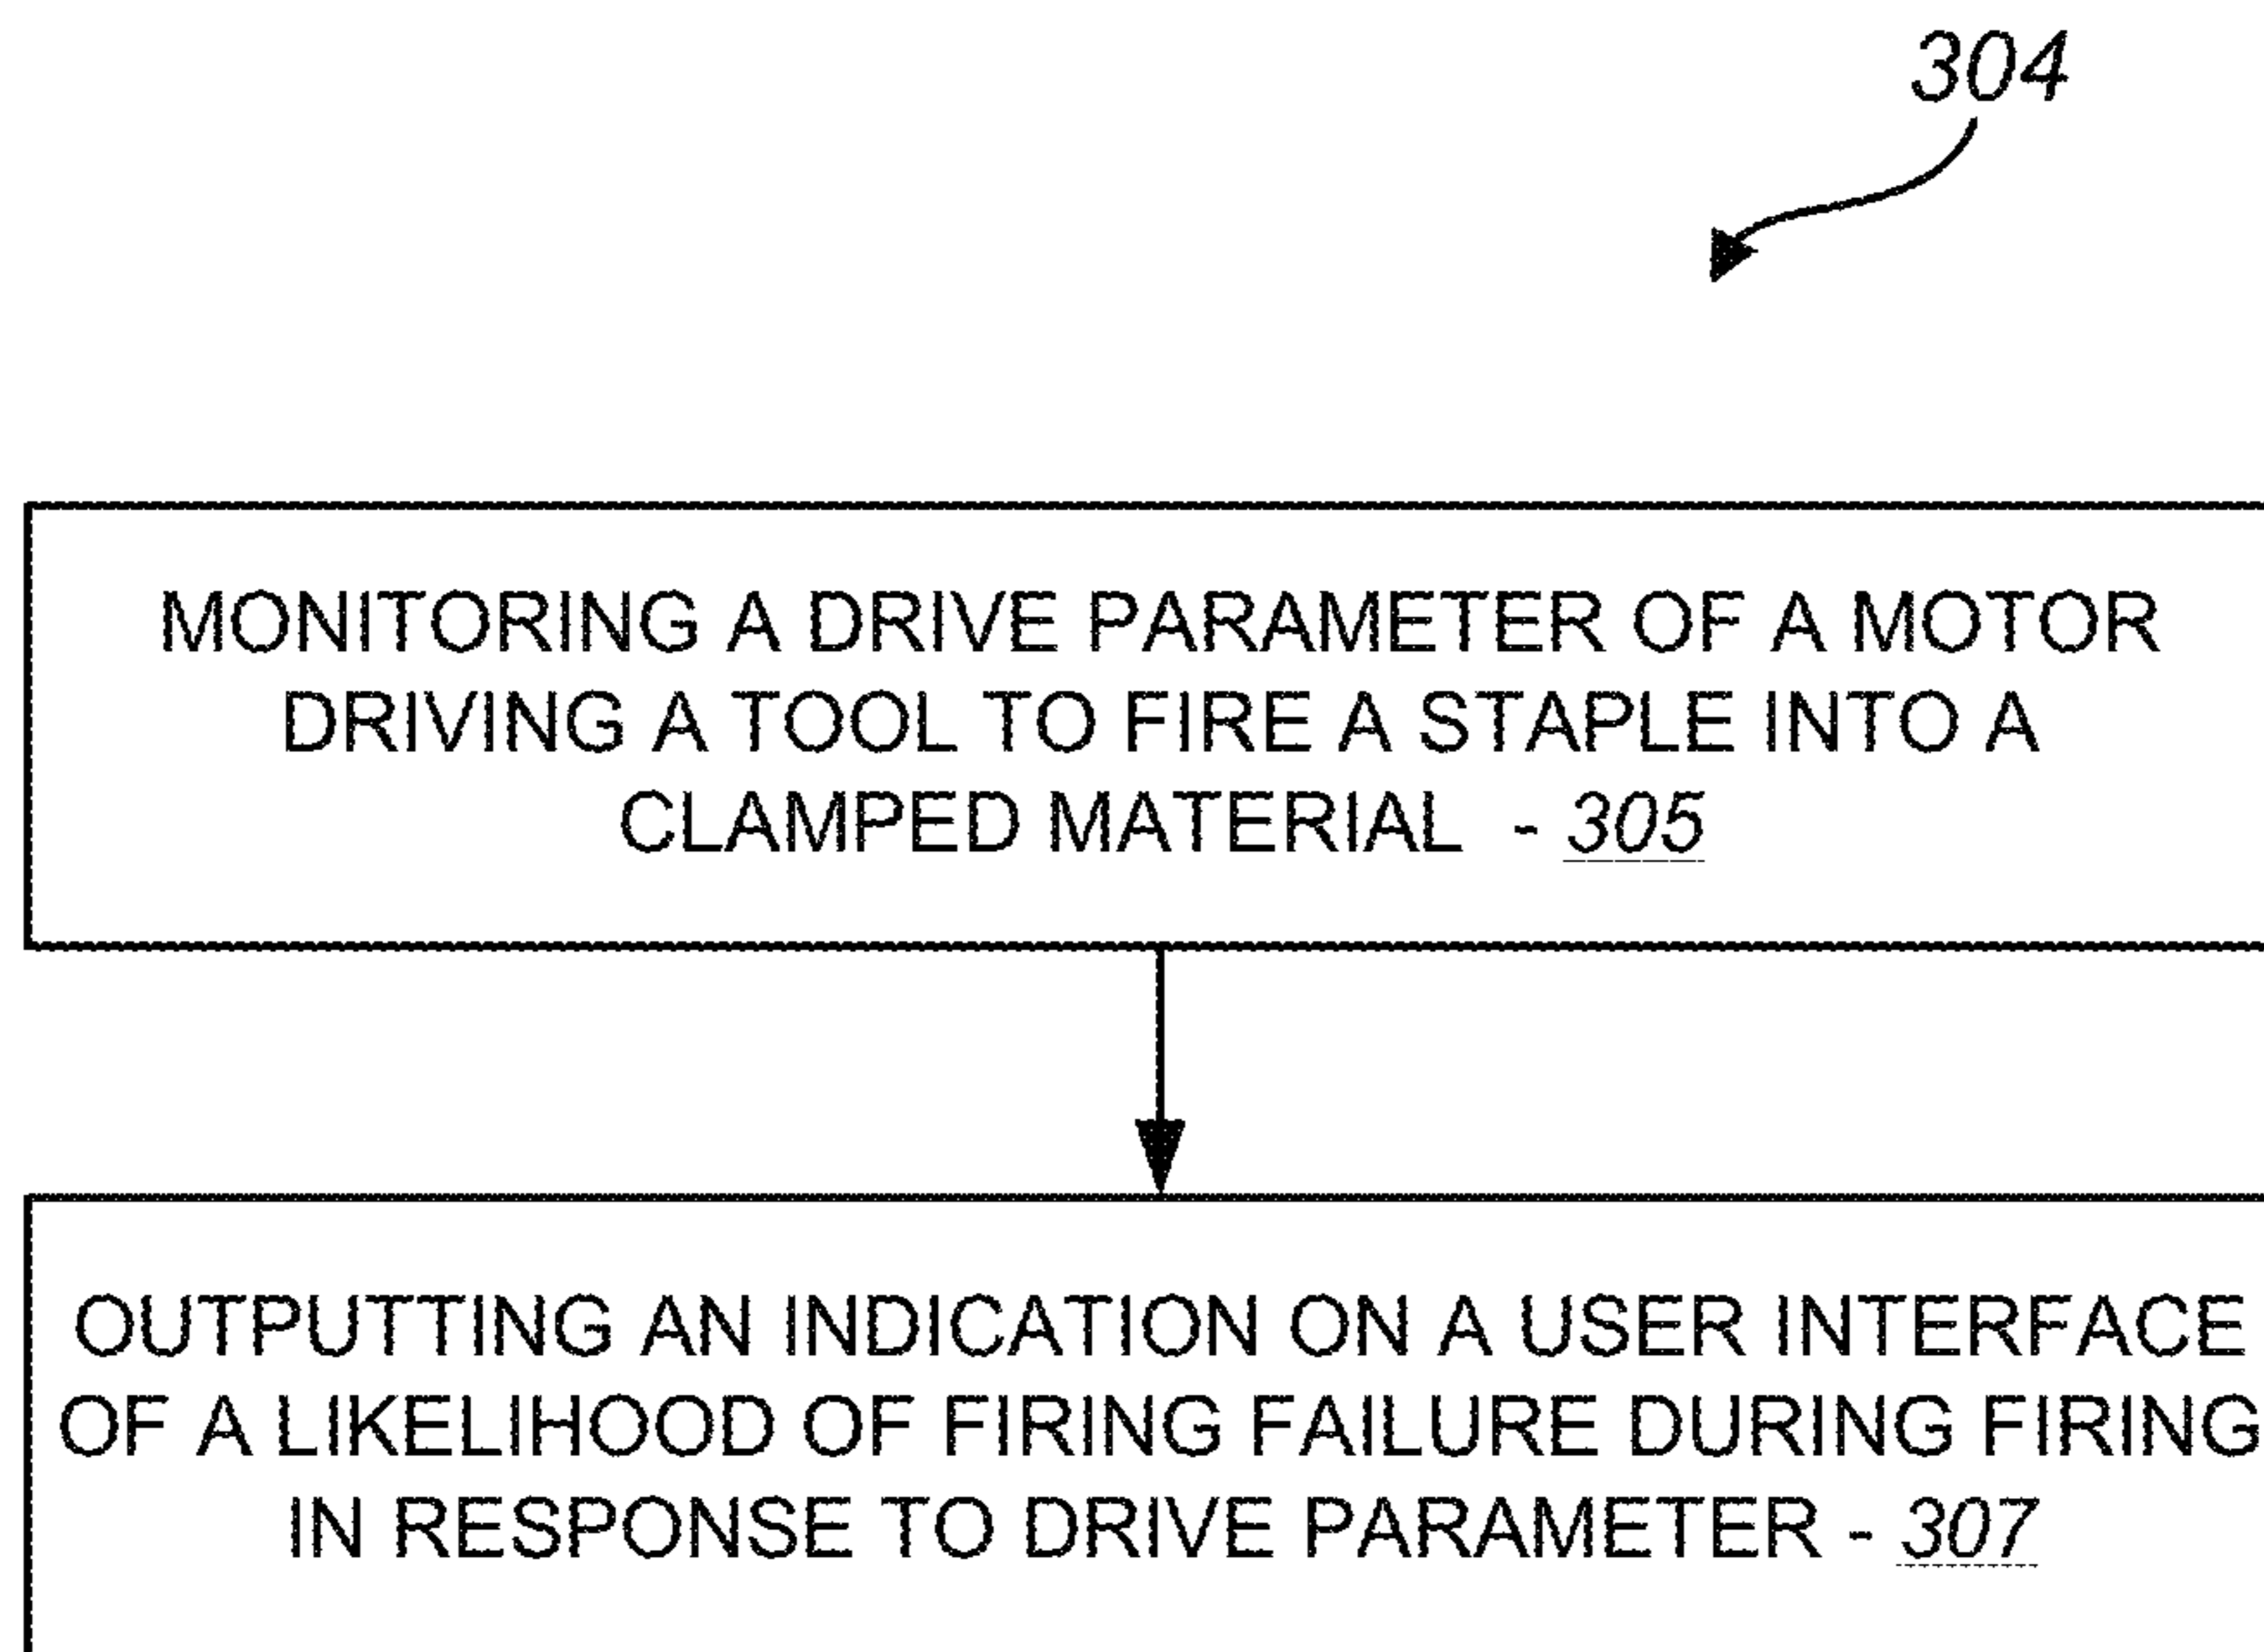 304
MONITORING A DRIVE PARAMETER OF A MOTOR
DRIVING A TOOL TO FIRE A STAPLE INTO A
CLAMPED MATERIAL - 305
OUTPUTTING AN INDICATION ON A USER INTERFACE
OF A LIKELIHOOD OF FIRING FAILURE DURING FIRING
IN RESPONSE TO DRIVE PARAMETER - 307